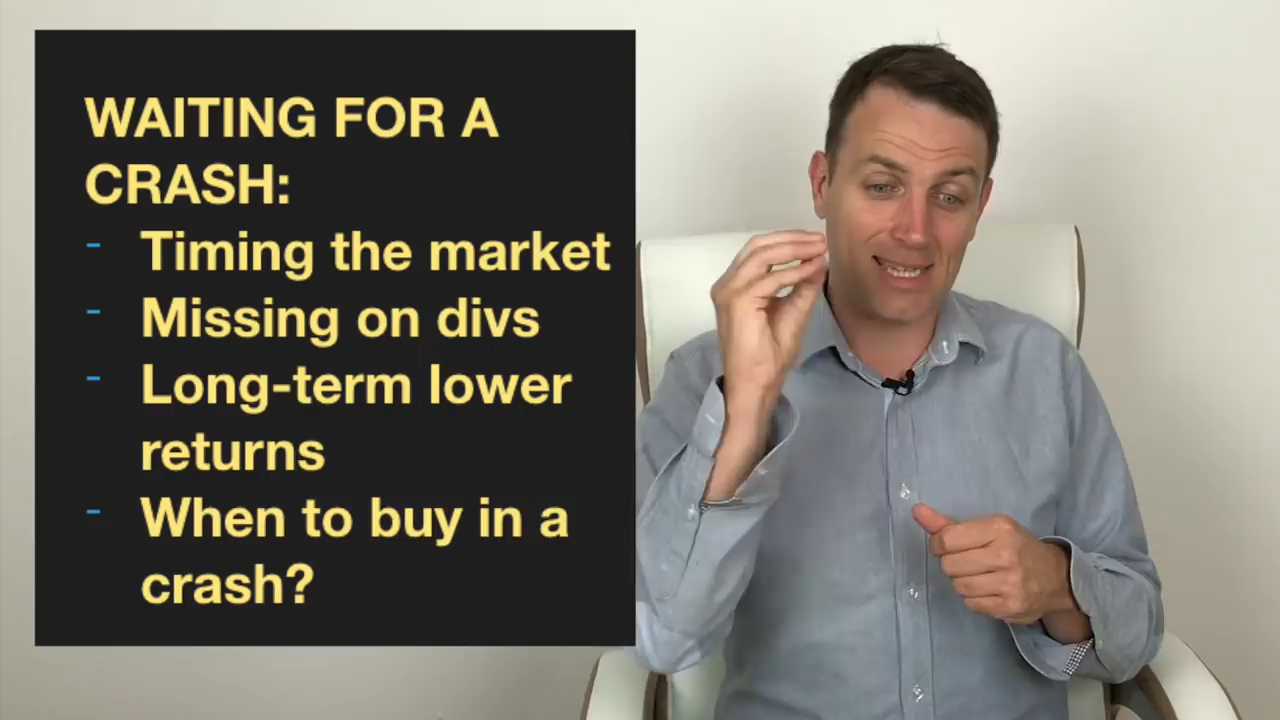 WAITING FOR A
CRASH:
- Timing the market
- Missing on divs
- Long-term lower
returns
- When to buy in a
crash?